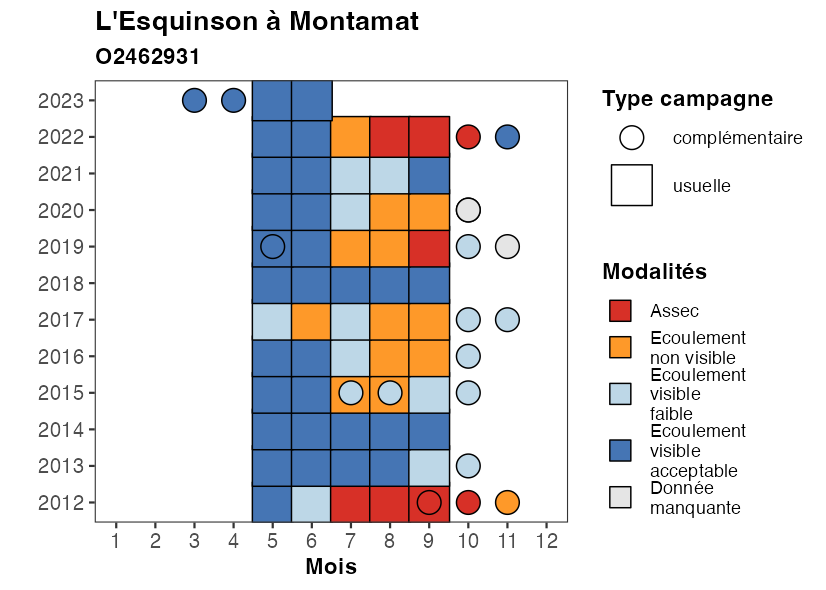 L'Esquinson à Montamat
O2462931
2023
2022
2021
2020
2019
2018
2017
2016
2015
2014
2013
2012
1 2 3 4 5 6 7 8 9 10 11 12
Mois
Type campagne
complémentaire
usuelle
Modalités
Assec
Ecoulement
non visible
Ecoulement
visible
faible
Ecoulement
visible
acceptable
Donnée
manquante